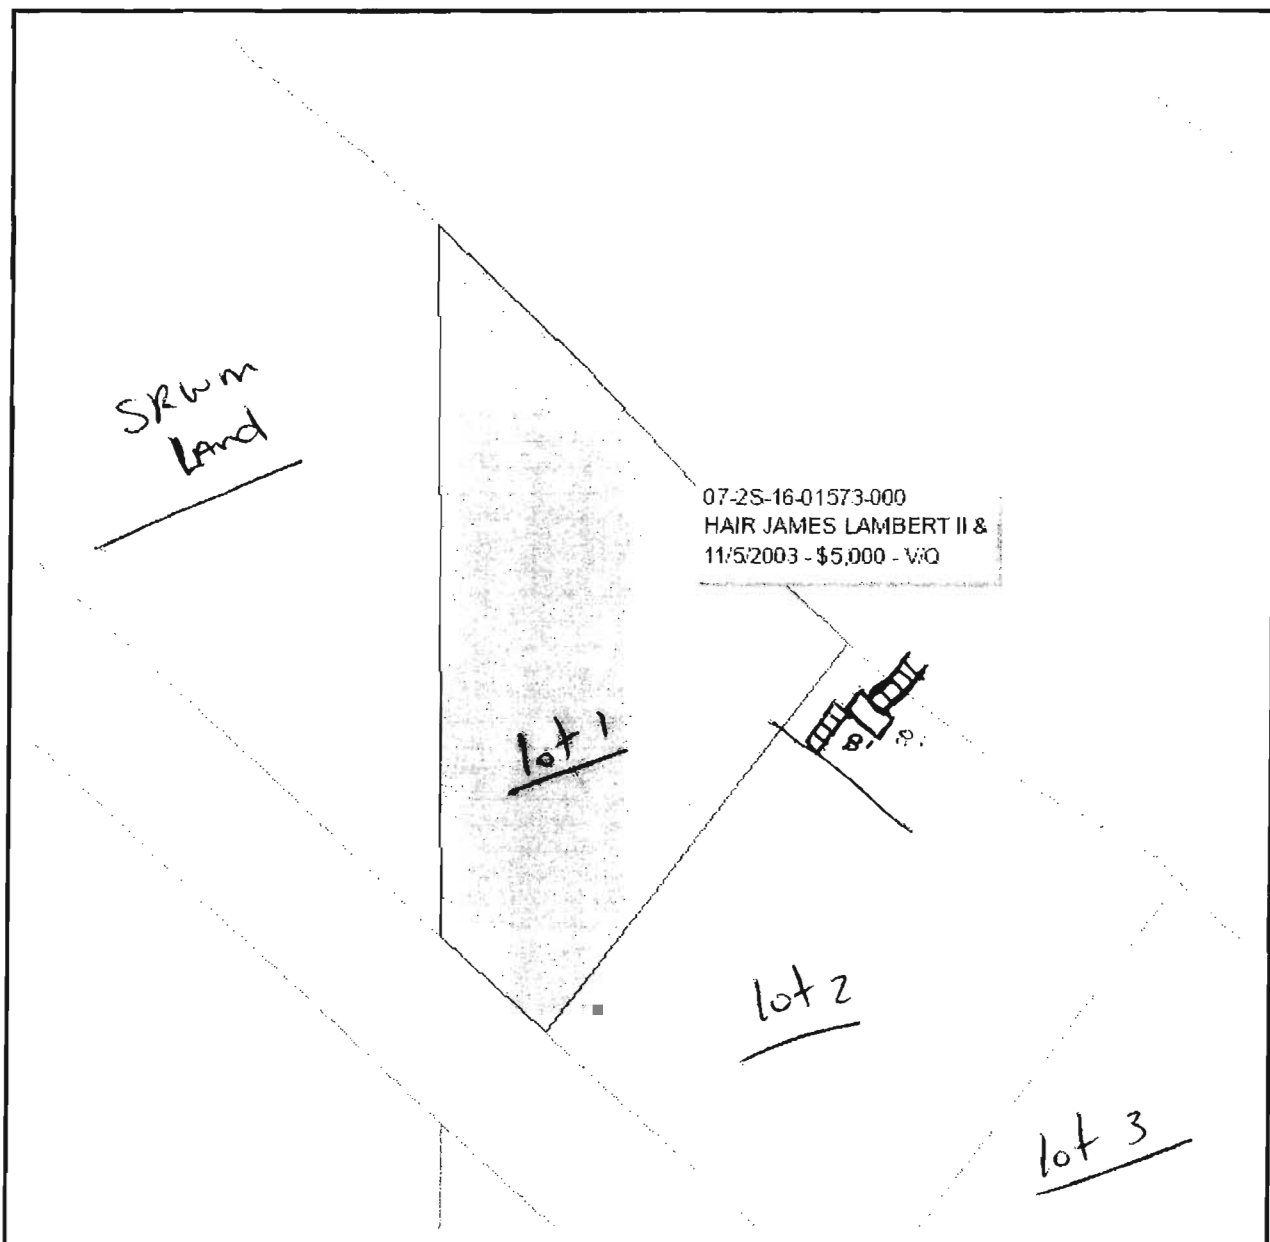 SRWM
Land
07-2S-16-01573-000
HAIR JAMES LAMBERT II &
11/5/2003 - $5,000 - V/Q
lot 1
lot 2
lot 3